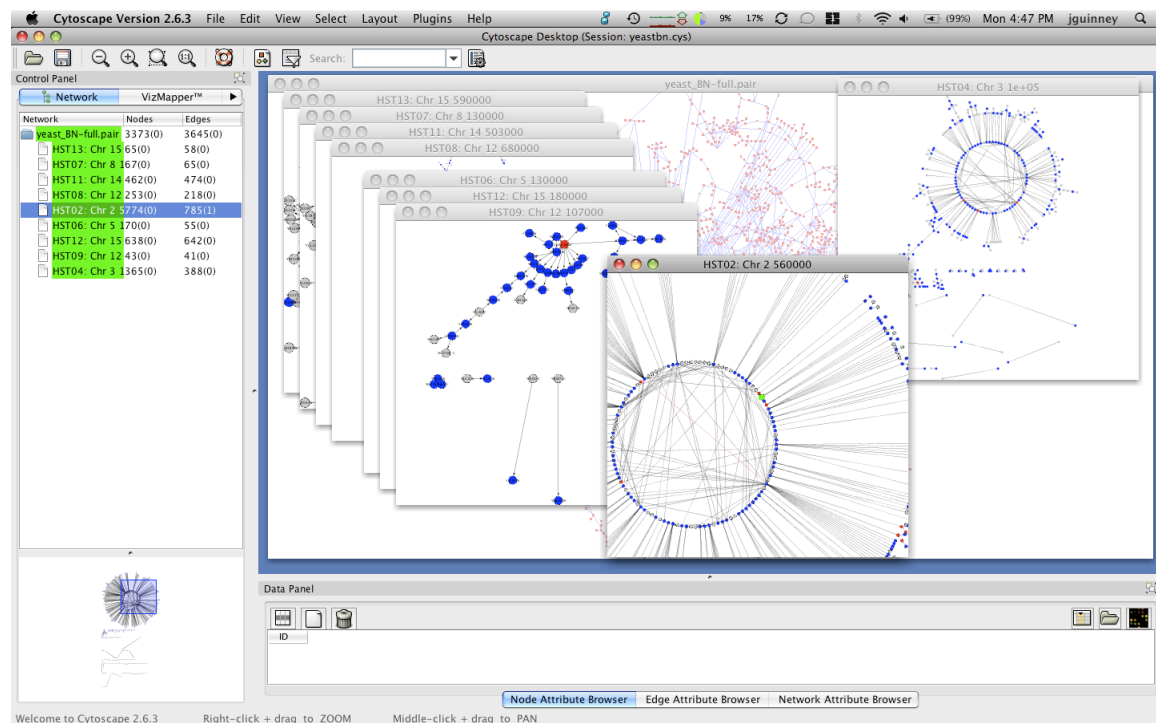 Cytoscape Version 2.6.3 File Edit View Select Layout Plugins Help 9% 17% (99%) Mon 4:47 PM jguinney
Cytoscape Desktop (Session: yeastbn.cys)
Search:
Control Panel
Network VizMapper™
Network Nodes Edges
yeast_BN-full.pair 3373(0) 3645(0)
HST13: Chr 15 65(0) 58(0)
HST07: Chr 8 167(0) 65(0)
HST11: Chr 14 462(0) 474(0)
HST08: Chr 12 253(0) 218(0)
HST02: Chr 2 5774(0) 785(1)
HST06: Chr 5 170(0) 55(0)
HST12: Chr 15 638(0) 642(0)
HST09: Chr 12 43(0) 41(0)
HST04: Chr 3 1365(0) 388(0)
yeast_BN-full.pair
HST04: Chr 3 1e+05
HST13: Chr 15 590000
HST07: Chr 8 130000
HST11: Chr 14 503000
HST08: Chr 12 680000
HST06: Chr 5 130000
HST12: Chr 15 180000
HST09: Chr 12 107000
HST02: Chr 2 560000
Data Panel
ID
Node Attribute Browser Edge Attribute Browser Network Attribute Browser
Welcome to Cytoscape 2.6.3 Right-click + drag to ZOOM Middle-click + drag to PAN